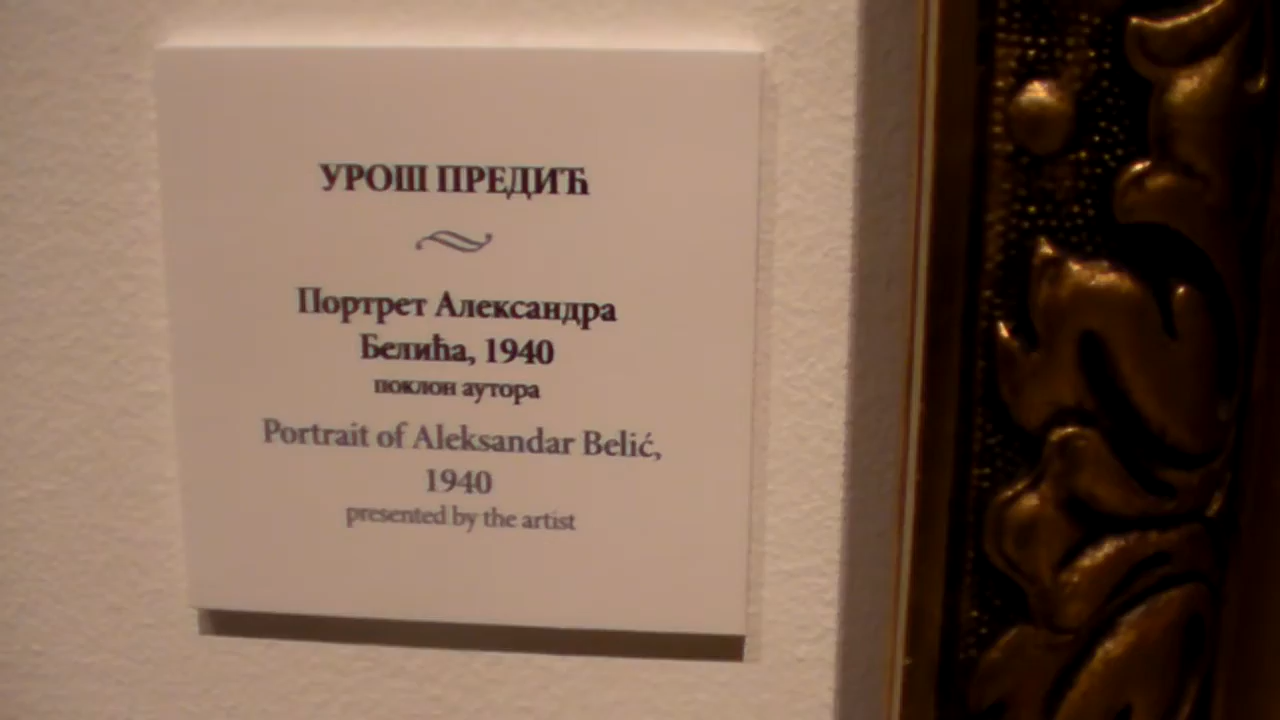 УРОШ ПРЕДИЋ
Портрет Александра
Белића, 1940
поклон аутора
Portrait of Aleksandar Belić,
1940
presented by the artist